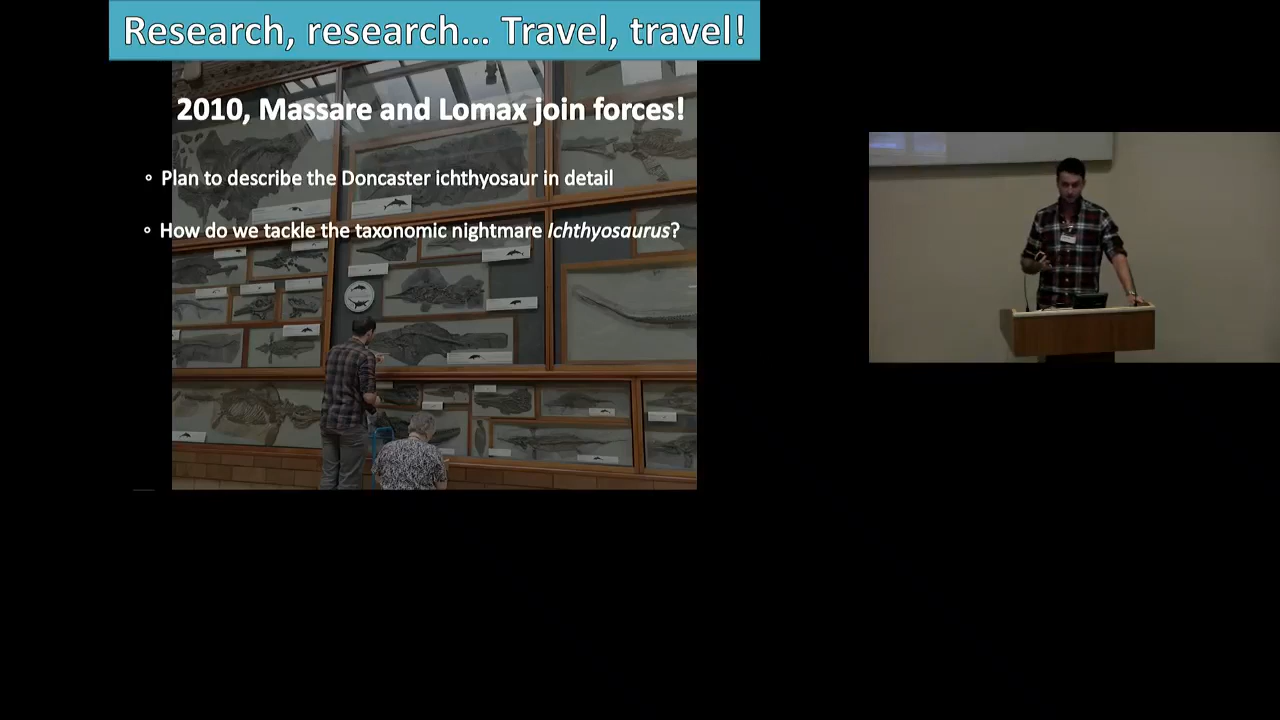 Research, research... Travel, travel!
2010, Massare and Lomax join forces!
◦ Plan to describe the Doncaster ichthyosaur in detail
◦ How do we tackle the taxonomic nightmare Ichthyosaurus?